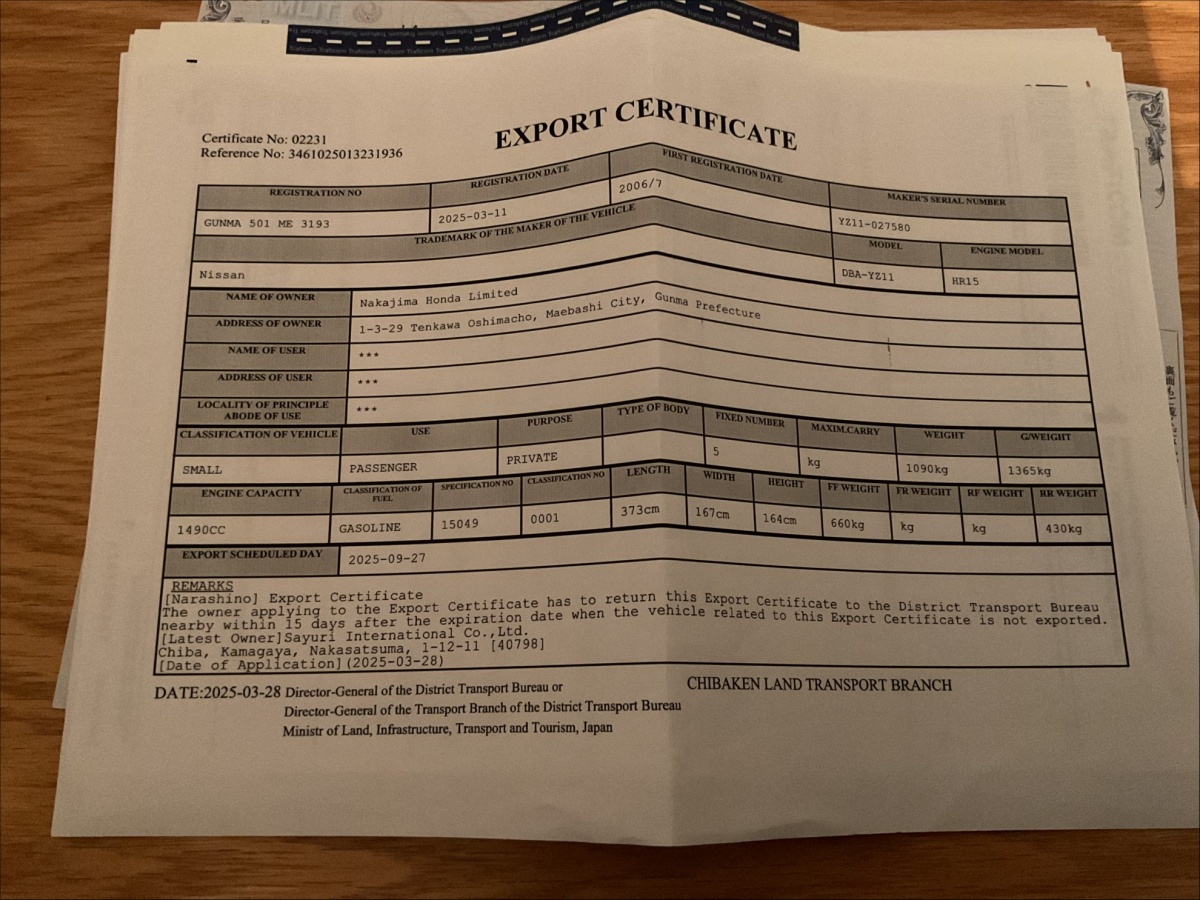 Certificate No: 02231
Reference No: 3461025013231936
EXPORT CERTIFICATE
REGISTRATION NO
REGISTRATION DATE
FIRST REGISTRATION DATE
MAKER'S SERIAL NUMBER
GUNMA 501 ME 3193
2025-03-11
2006/7
YZ11-027580
TRADEMARK OF THE MAKER OF THE VEHICLE
MODEL
ENGINE MODEL
Nissan
DBA-YZ11
HR15
NAME OF OWNER
Nakajima Honda Limited
ADDRESS OF OWNER
1-3-29 Tenkawa Oshimacho, Maebashi City, Gunma Prefecture
NAME OF USER
***
ADDRESS OF USER
***
LOCALITY OF PRINCIPLE
ABODE OF USE
***
CLASSIFICATION OF VEHICLE
USE
PURPOSE
TYPE OF BODY
FIXED NUMBER
MAXIM.CARRY
WEIGHT
G/WEIGHT
SMALL
PASSENGER
PRIVATE
5
kg
1090kg
1365kg
ENGINE CAPACITY
CLASSIFICATION OF
FUEL
SPECIFICATION NO
CLASSIFICATION NO
LENGTH
WIDTH
HEIGHT
FF WEIGHT
FR WEIGHT
RF WEIGHT
RR WEIGHT
1490CC
GASOLINE
15049
0001
373cm
167cm
164cm
660kg
kg
kg
430kg
EXPORT SCHEDULED DAY
2025-09-27
REMARKS
[Narashino] Export Certificate
The owner applying to the Export Certificate has to return this Export Certificate to the District Transport Bureau
nearby within 15 days after the expiration date when the vehicle related to this Export Certificate is not exported.
[Latest Owner]Sayuri International Co.,Ltd.
Chiba, Kamagaya, Nakasatsuma, 1-12-11 [40798]
[Date of Application](2025-03-28)
DATE:2025-03-28 Director-General of the District Transport Bureau or
Director-General of the Transport Branch of the District Transport Bureau
Ministr of Land, Infrastructure, Transport and Tourism, Japan
CHIBAKEN LAND TRANSPORT BRANCH